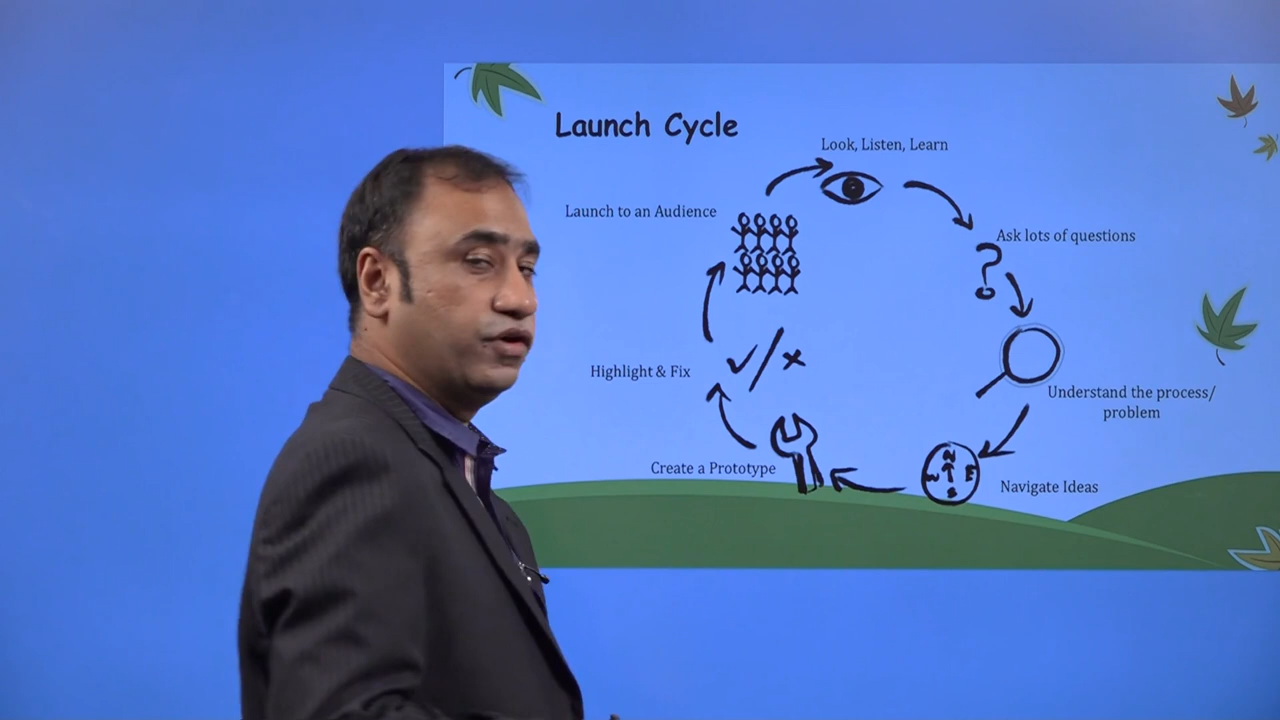 Launch Cycle
Look, Listen, Learn
Ask lots of questions
Understand the process/
problem
Navigate Ideas
N
W E
S
Create a Prototype
Highlight & Fix
Launch to an Audience